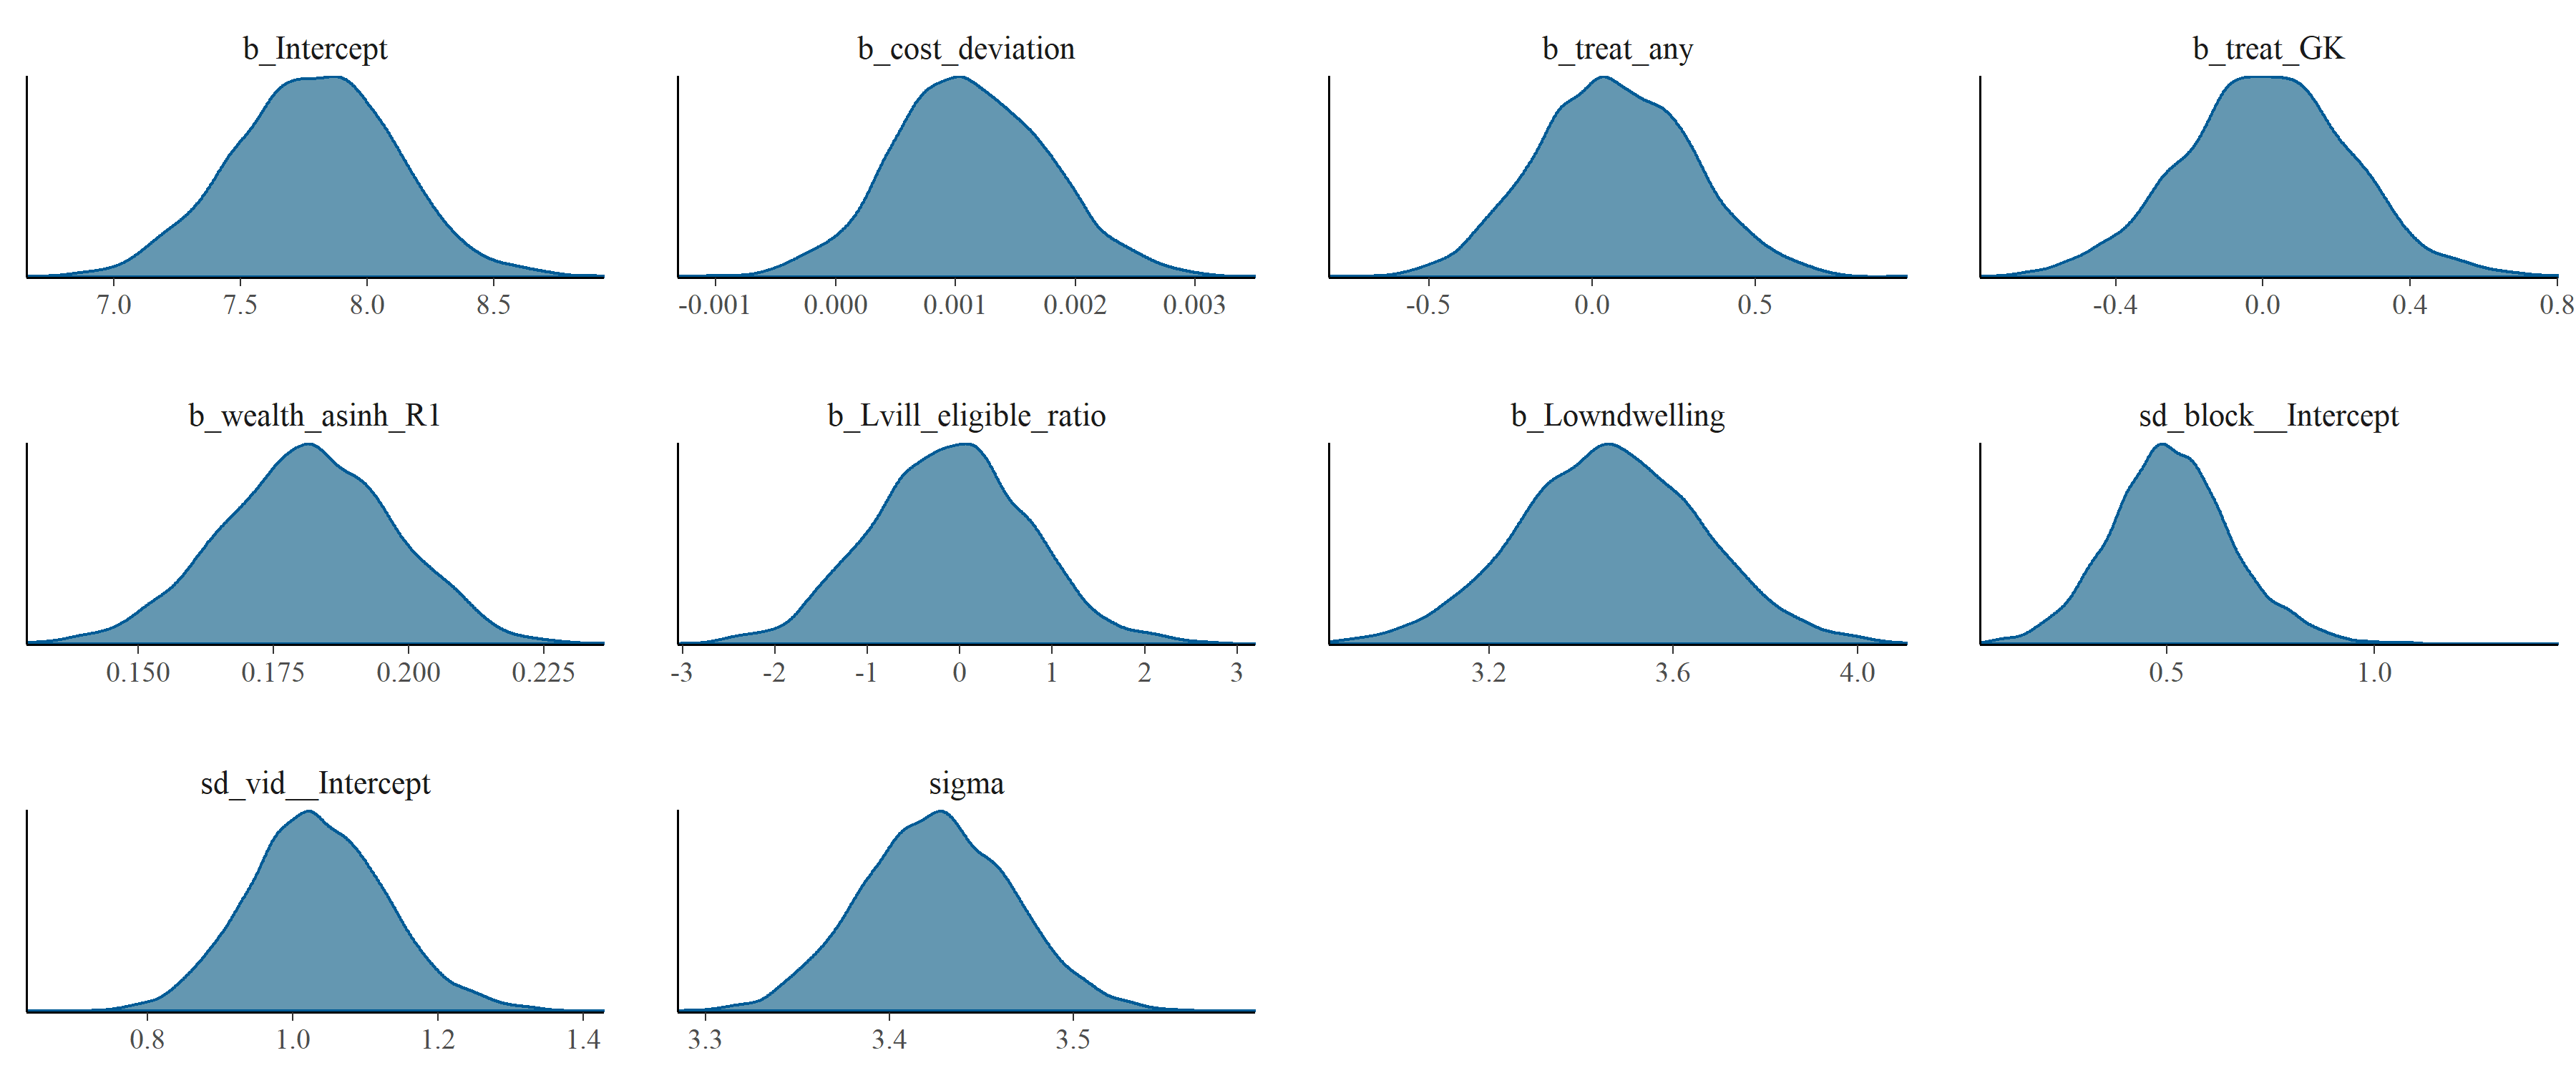 b_Intercept b_cost_deviation b_treat_any b_treat_GK
7.0 7.5 8.0 8.5 -0.001 0.000 0.001 0.002 0.003 -0.5 0.0 0.5 -0.4 0.0 0.4 0.8
b_wealth_asinh_R1 b_Lvill_eligible_ratio b_Lowndwelling sd_block__Intercept
0.150 0.175 0.200 0.225 -3 -2 -1 0 1 2 3 3.2 3.6 4.0 0.5 1.0
sd_vid__Intercept sigma
0.8 1.0 1.2 1.4 3.3 3.4 3.5